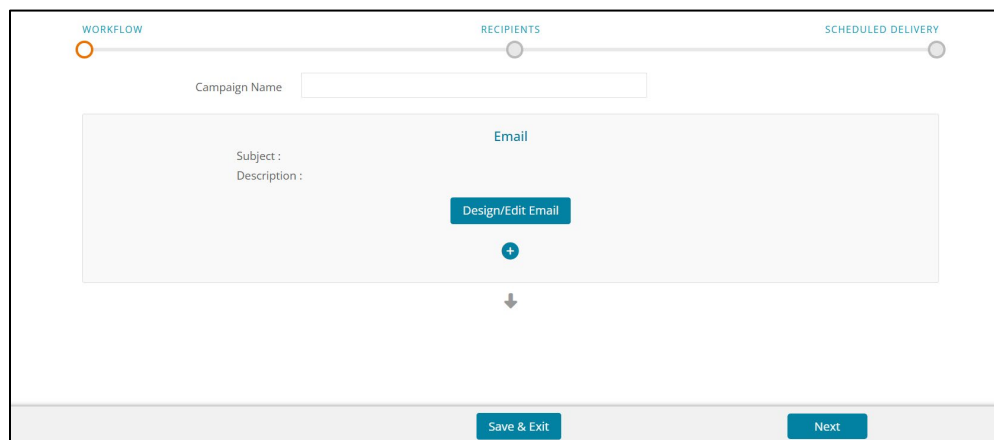 WORKFLOW RECIPIENTS SCHEDULED DELIVERY
Campaign Name
Email
Subject :
Description :
Design/Edit Email
Save & Exit Next